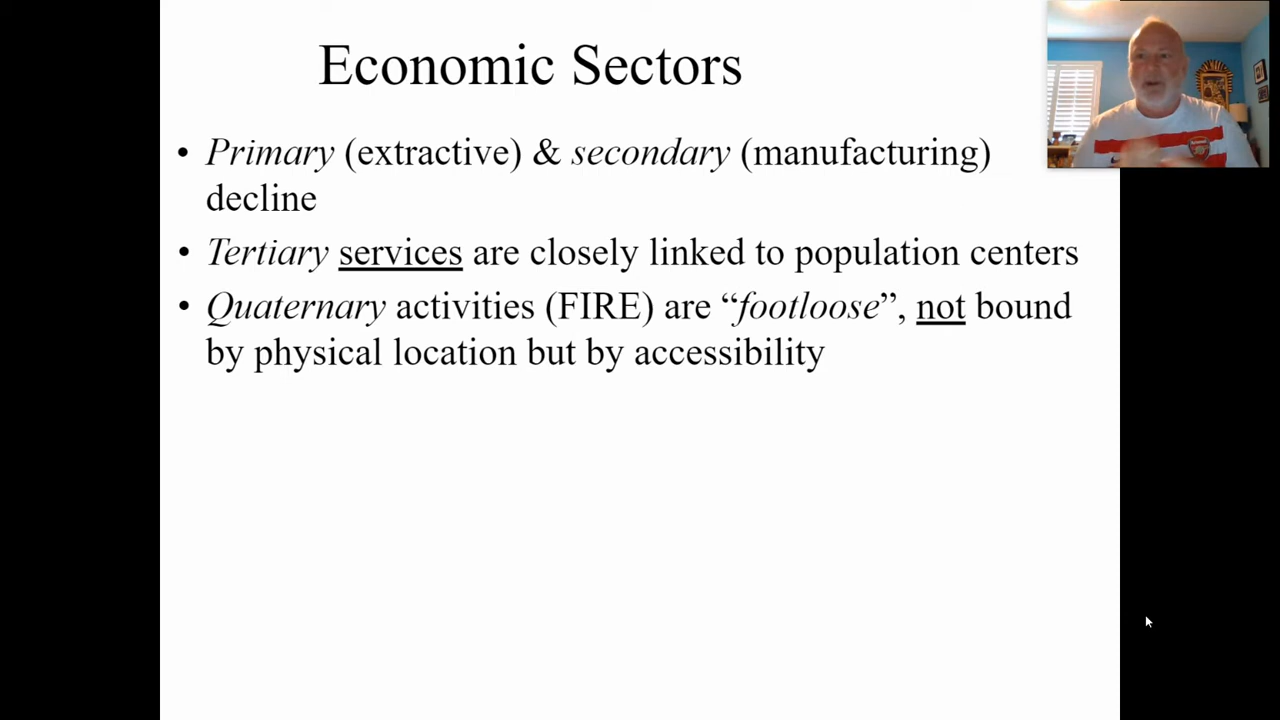 Economic Sectors
• Primary (extractive) & secondary (manufacturing)
decline
• Tertiary services are closely linked to population centers
• Quaternary activities (FIRE) are “footloose”, not bound
by physical location but by accessibility